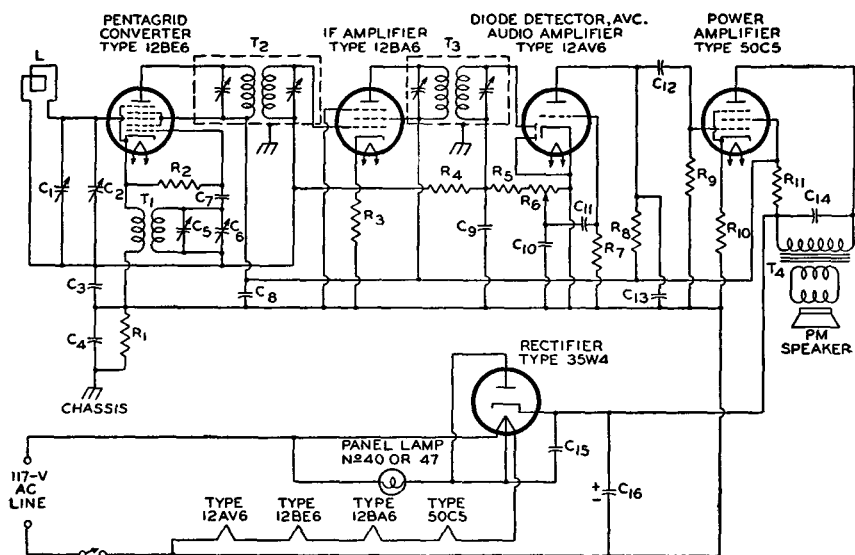 PENTAGRID
CONVERTER
TYPE 12BE6
IF AMPLIFIER
TYPE 12BA6
DIODE DETECTOR, AVC.
AUDIO AMPLIFIER
TYPE 12AV6
POWER
AMPLIFIER
TYPE 50C5
L
T2
T3
C12
C1
C2
R2
C7
T1
C5
C6
R3
R4
R5
R6
C9
C10
C11
R7
R8
R9
R10
R11
C14
T4
C3
C8
C13
C4
R1
CHASSIS
PM
SPEAKER
RECTIFIER
TYPE 35W4
PANEL LAMP
No40 OR 47
C15
C16
+
-
117-V
AC
LINE
TYPE
12AV6
TYPE
12BE6
TYPE
12BA6
TYPE
50C5